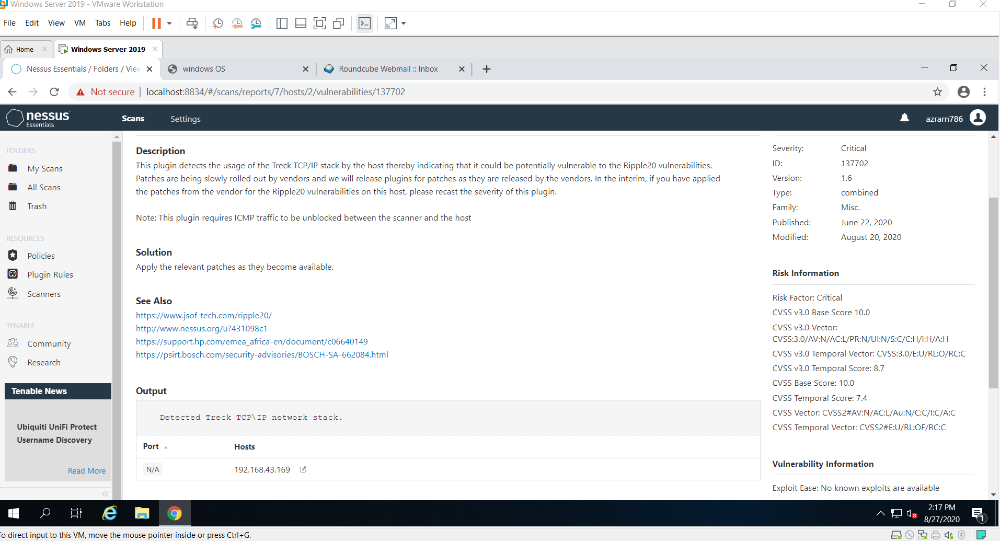 Windows Server 2019 - VMware Workstation
File Edit View VM Tabs Help
Home Windows Server 2019
Nessus Essentials / Folders / View windows OS Roundcube Webmail :: Inbox
Not secure localhost:8834/#/scans/reports/7/hosts/2/vulnerabilities/137702
nessus Essentials Scans Settings azrarn786
FOLDERS
My Scans
All Scans
Trash
RESOURCES
Policies
Plugin Rules
Scanners
TENABLE
Community
Research
Tenable News
Ubiquiti UniFi Protect
Username Discovery
Read More
Description
This plugin detects the usage of the Treck TCP/IP stack by the host thereby indicating that it could be potentially vulnerable to the Ripple20 vulnerabilities.
Patches are being slowly rolled out by vendors and we will release plugins for patches as they are released by the vendors. In the interim, if you have applied
the patches from the vendor for the Ripple20 vulnerabilities on this host, please recast the severity of this plugin.
Note: This plugin requires ICMP traffic to be unblocked between the scanner and the host
Solution
Apply the relevant patches as they become available.
See Also
https://www.jsof-tech.com/ripple20/
http://www.nessus.org/u?431098c1
https://support.hp.com/emea_africa-en/document/c06640149
https://psirt.bosch.com/security-advisories/BOSCH-SA-662084.html
Output
Detected Treck TCP\IP network stack.
Port Hosts
N/A 192.168.43.169
Severity: Critical
ID: 137702
Version: 1.6
Type: combined
Family: Misc.
Published: June 22, 2020
Modified: August 20, 2020
Risk Information
Risk Factor: Critical
CVSS v3.0 Base Score 10.0
CVSS v3.0 Vector:
CVSS:3.0/AV:N/AC:L/PR:N/UI:N/S:C/C:H/I:H/A:H
CVSS v3.0 Temporal Vector: CVSS:3.0/E:U/RL:O/RC:C
CVSS v3.0 Temporal Score: 8.7
CVSS Base Score: 10.0
CVSS Temporal Score: 7.4
CVSS Vector: CVSS2#AV:N/AC:L/Au:N/C:C/I:C/A:C
CVSS Temporal Vector: CVSS2#E:U/RL:OF/RC:C
Vulnerability Information
Exploit Ease: No known exploits are available
2:17 PM
8/27/2020
1
To direct input to this VM, move the mouse pointer inside or press Ctrl+G.